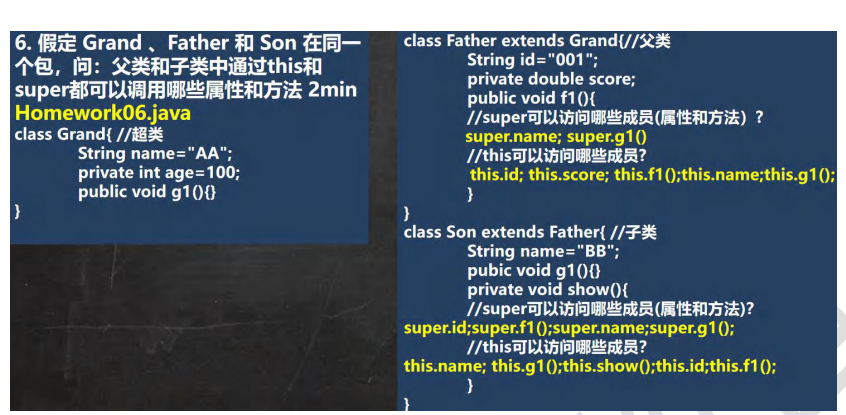 6. 假定 Grand 、Father 和 Son 在同一
个包，问：父类和子类中通过this和
super都可以调用哪些属性和方法 2min
Homework06.java
class Grand{ //超类
String name="AA";
private int age=100;
public void g1(){}
}
class Father extends Grand{//父类
String id="001";
private double score;
public void f1(){
//super可以访问哪些成员(属性和方法）?
super.name; super.g1()
//this可以访问哪些成员?
this.id; this.score; this.f1();this.name;this.g1();
}
}
class Son extends Father{ //子类
String name="BB";
pubic void g1(){}
private void show(){
//super可以访问哪些成员(属性和方法)?
super.id;super.f1();super.name;super.g1();
//this可以访问哪些成员?
this.name; this.g1();this.show();this.id;this.f1();
}
}